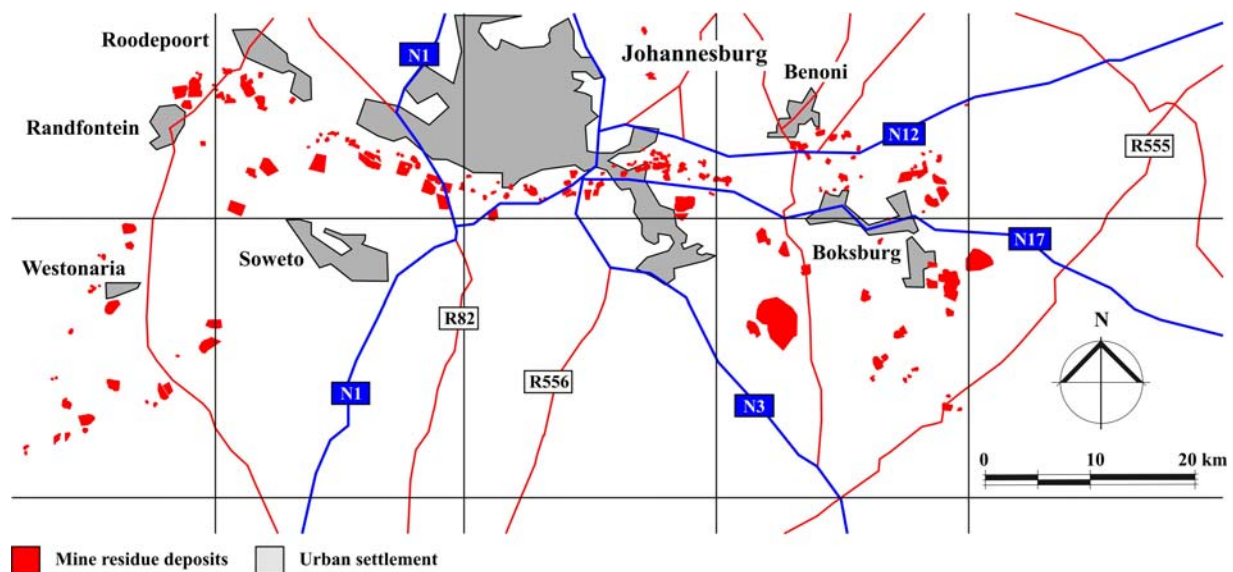 Roodepoort
N1
Johannesburg
Benoni
Randfontein
N12
R555
Westonaria
Soweto
Boksburg
N17
R82
N
R556
N1
N3
0 10 20 km
Mine residue deposits
Urban settlement